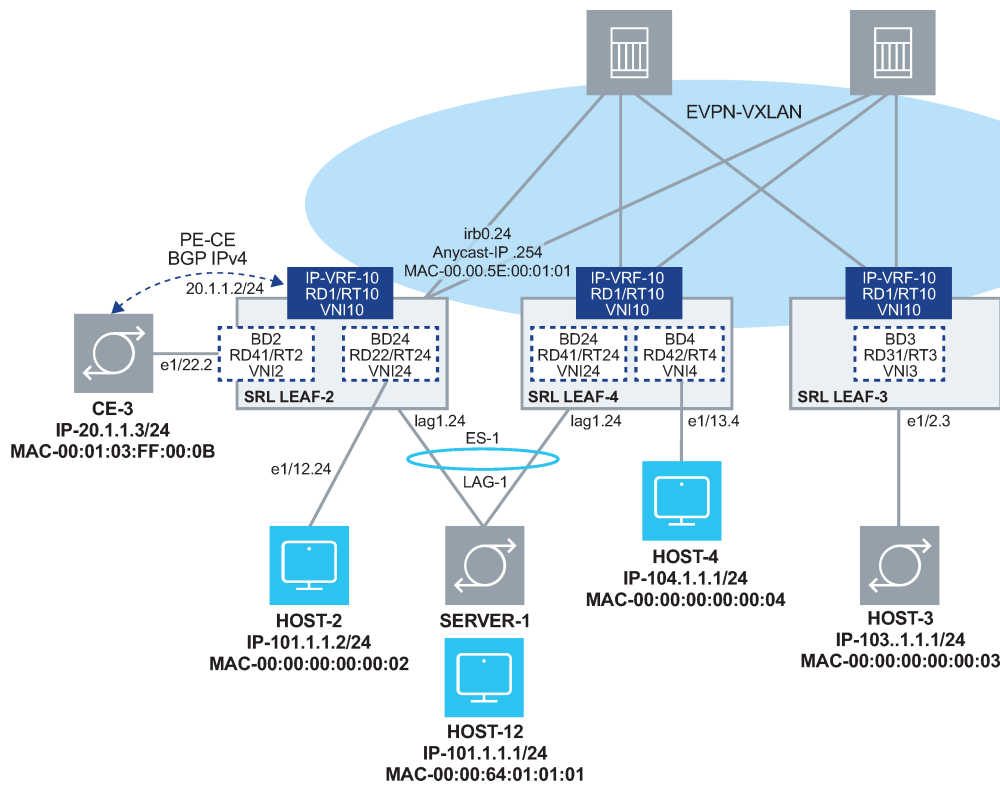 EVPN-VXLAN
irb0.24
Anycast-IP .254
MAC-00.00.5E:00:01:01
PE-CE
BGP IPv4
20.1.1.2/24
IP-VRF-10
RD1/RT10
VNI10
IP-VRF-10
RD1/RT10
VNI10
IP-VRF-10
RD1/RT10
VNI10
BD2
RD41/RT2
VNI2
BD24
RD22/RT24
VNI24
SRL LEAF-2
BD24
RD41/RT24
VNI24
BD4
RD42/RT4
VNI4
SRL LEAF-4
BD3
RD31/RT3
VNI3
SRL LEAF-3
e1/22.2
CE-3
IP-20.1.1.3/24
MAC-00:01:03:FF:00:0B
lag1.24
ES-1
lag1.24
LAG-1
e1/12.24
e1/13.4
e1/2.3
HOST-2
IP-101.1.1.2/24
MAC-00:00:00:00:00:02
SERVER-1
HOST-12
IP-101.1.1.1/24
MAC-00:00:64:01:01:01
HOST-4
IP-104.1.1.1/24
MAC-00:00:00:00:00:04
HOST-3
IP-103..1.1.1/24
MAC-00:00:00:00:00:03